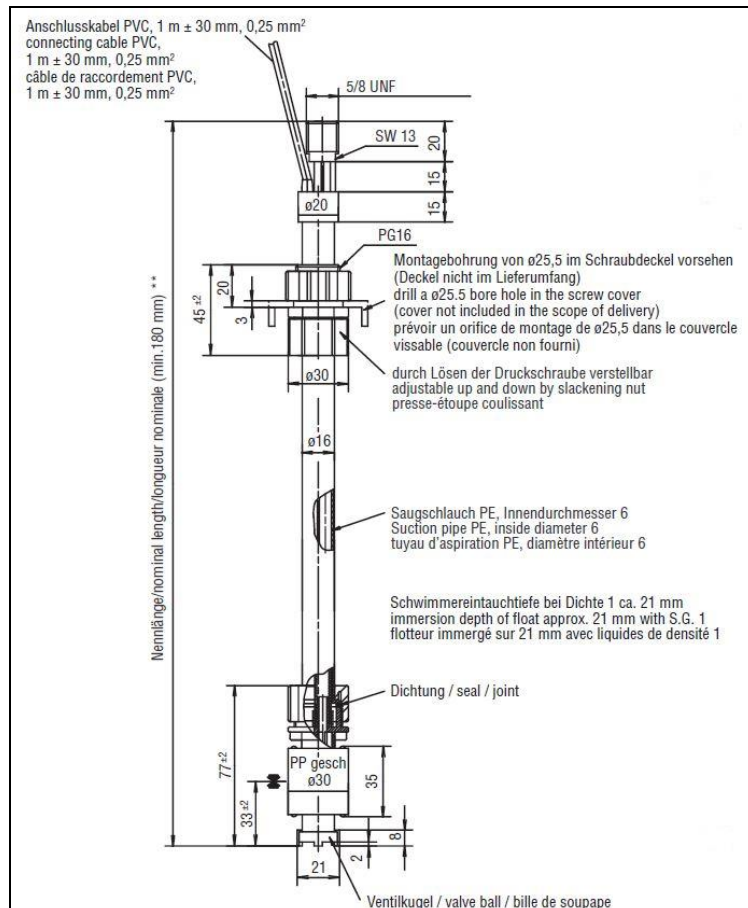 Anschlusskabel PVC, 1 m ± 30 mm, 0,25 mm²
connecting cable PVC,
1 m ± 30 mm, 0,25 mm²
câble de raccordement PVC,
1 m ± 30 mm, 0,25 mm²
5/8 UNF
SW 13
20
15
15
ø20
PG16
Montagebohrung von ø25,5 im Schraubdeckel vorsehen
(Deckel nicht im Lieferumfang)
drill a ø25.5 bore hole in the screw cover
(cover not included in the scope of delivery)
prévoir un orifice de montage de ø25,5 dans le couvercle
vissable (couvercle non fourni)
45 ±2
20
3
ø30
durch Lösen der Druckschraube verstellbar
adjustable up and down by slackening nut
presse-étoupe coulissant
Nennlänge/nominal length/longueur nominale (min.180 mm) **
ø16
Saugschlauch PE, Innendurchmesser 6
Suction pipe PE, inside diameter 6
tuyau d'aspiration PE, diamètre intérieur 6
Schwimmereintauchtiefe bei Dichte 1 ca. 21 mm
immersion depth of float approx. 21 mm with S.G. 1
flotteur immergé sur 21 mm avec liquides de densité 1
Dichtung / seal / joint
77±2
33±2
PP gesch
ø30
35
8
2
21
Ventilkugel / valve ball / bille de soupape